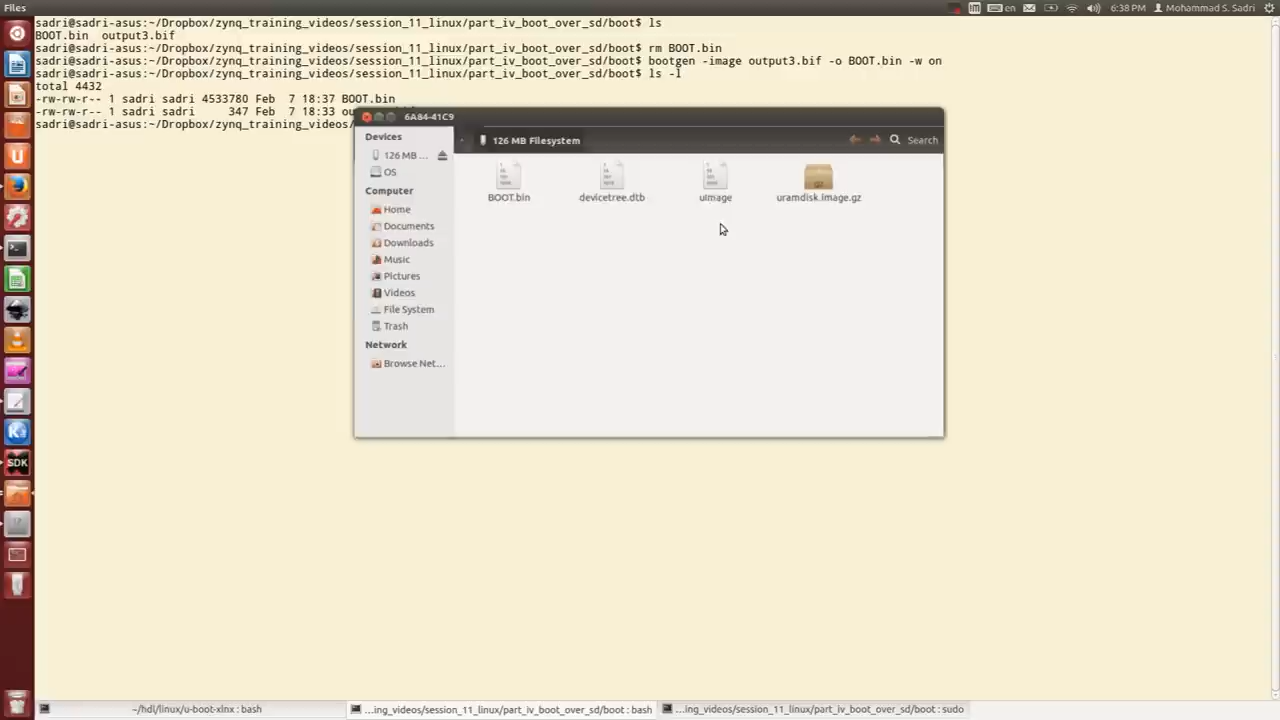 Files
en
6:38 PM
Mohammad S. Sadri
sadri@sadri-asus:~/Dropbox/zynq_training_videos/session_11_linux/part_iv_boot_over_sd/boot$ ls
BOOT.bin  output3.bif
sadri@sadri-asus:~/Dropbox/zynq_training_videos/session_11_linux/part_iv_boot_over_sd/boot$ rm BOOT.bin
sadri@sadri-asus:~/Dropbox/zynq_training_videos/session_11_linux/part_iv_boot_over_sd/boot$ bootgen -image output3.bif -o BOOT.bin -w on
sadri@sadri-asus:~/Dropbox/zynq_training_videos/session_11_linux/part_iv_boot_over_sd/boot$ ls -l
total 4432
-rw-rw-r-- 1 sadri sadri 4533780 Feb  7 18:37 BOOT.bin
-rw-rw-r-- 1 sadri sadri     347 Feb  7 18:33 ou
sadri@sadri-asus:~/Dropbox/zynq_training_videos/
6A84-41C9
Devices
126 MB ...
OS
Computer
Home
Documents
Downloads
Music
Pictures
Videos
File System
Trash
Network
Browse Net...
126 MB Filesystem
Search
BOOT.bin
devicetree.dtb
uImage
uramdisk.image.gz
SDK
~/hdl/linux/u-boot-xlnx : bash
...ing_videos/session_11_linux/part_iv_boot_over_sd/boot : bash
...ing_videos/session_11_linux/part_iv_boot_over_sd/boot : sudo